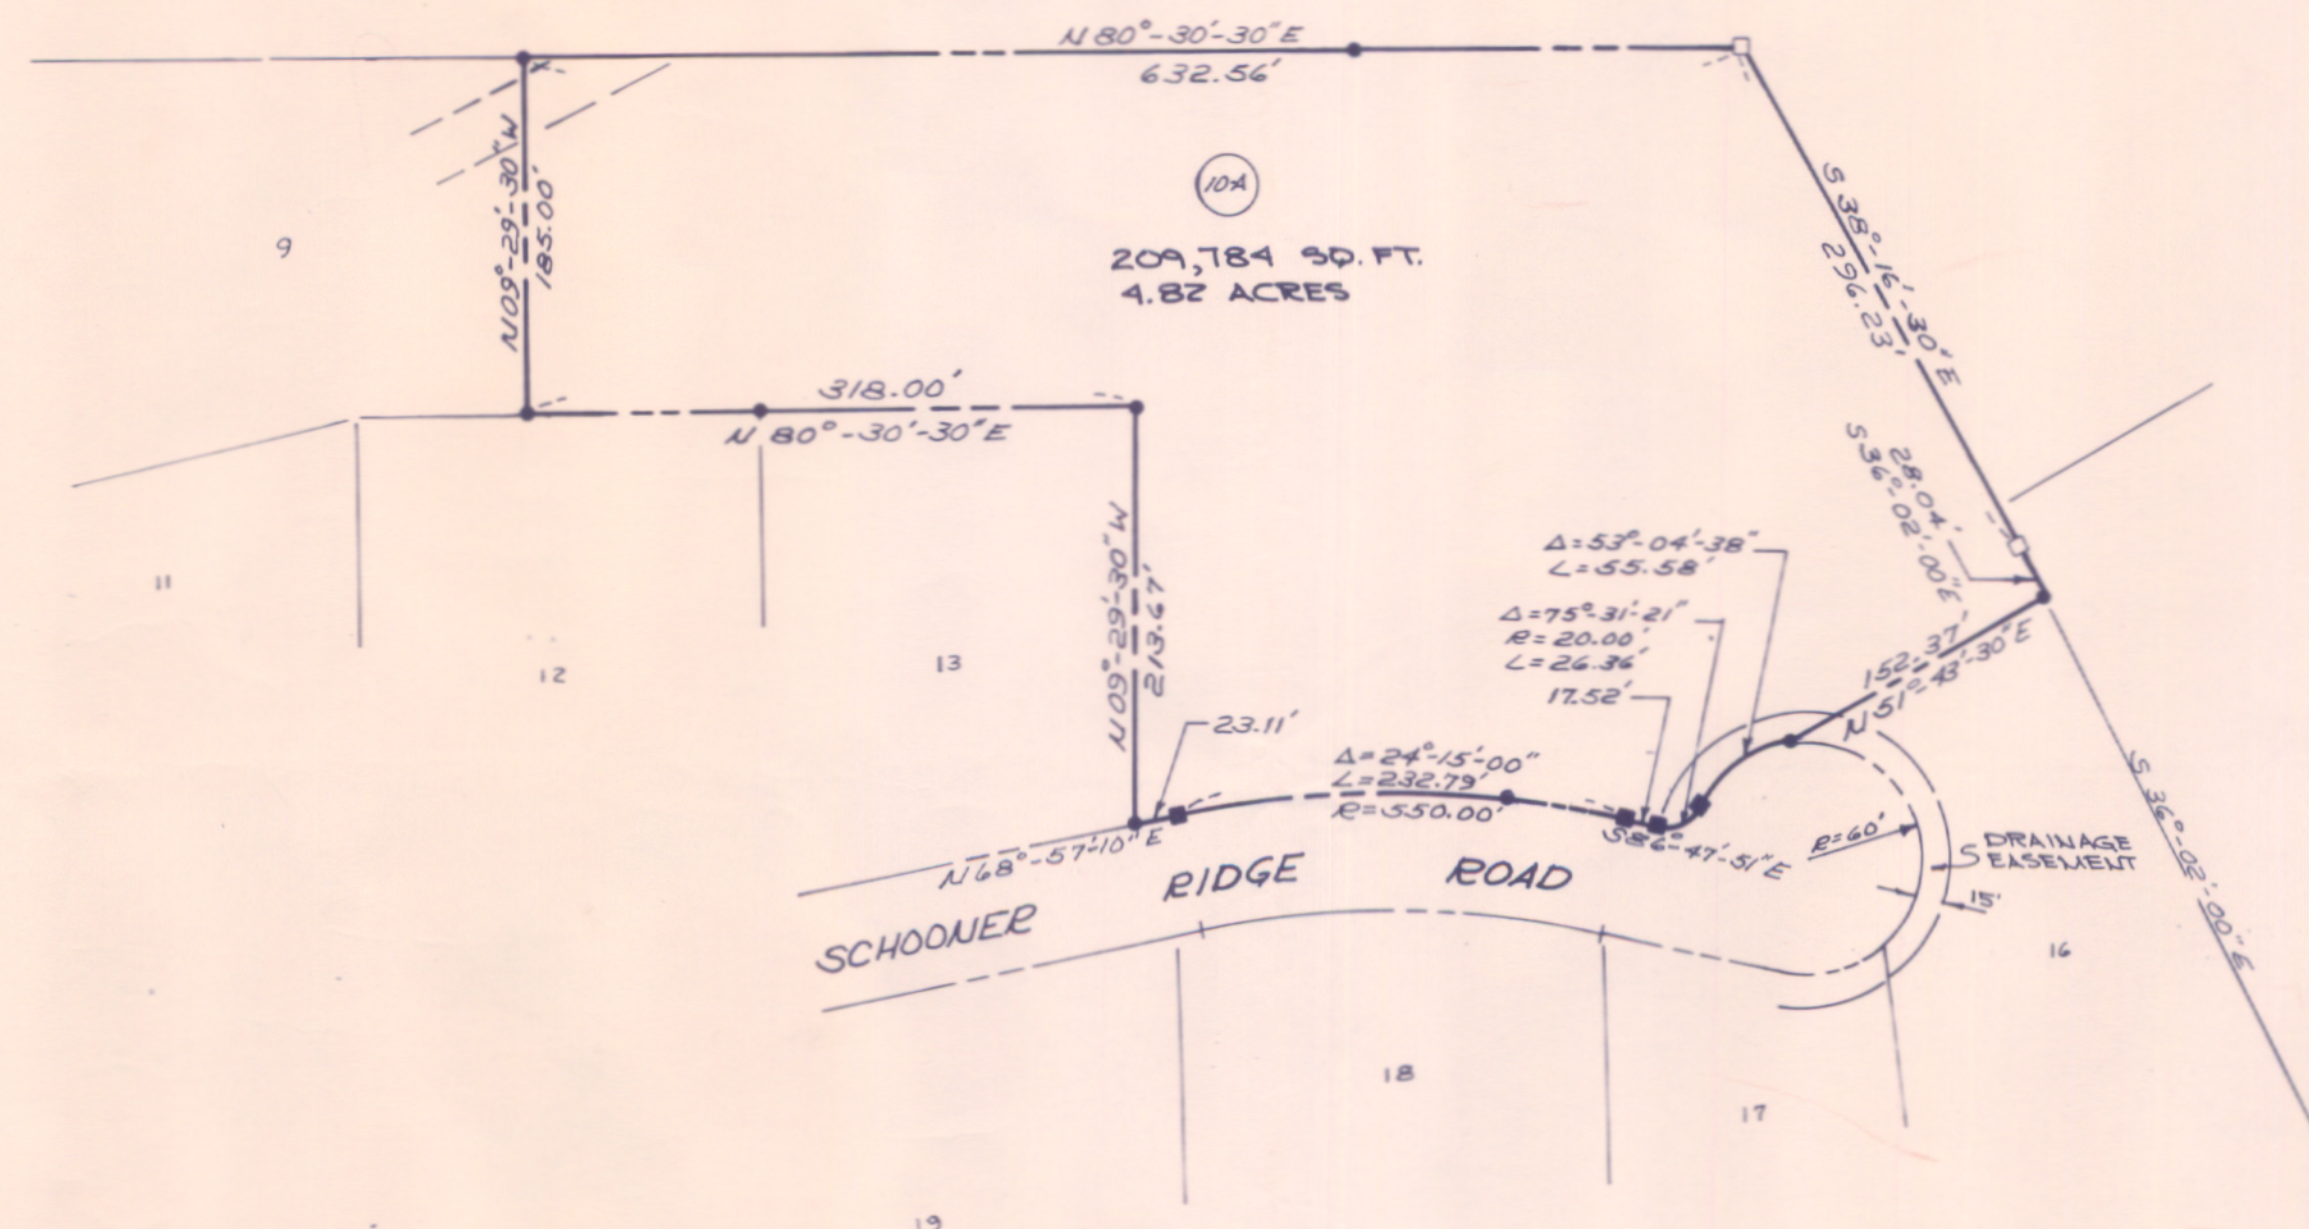 N 80°-30'-30" E
632.56'
N 09°-29'-30" W
185.00'
10A
209,784 SQ. FT.
4.82 ACRES
S 38°-16'-30" E
296.23'
9
318.00'
N 80°-30'-30" E
28.04'
S 36°-02'-00" E
N 09°-29'-30" W
213.67'
Δ=53°-04'-38"
L=55.58'
Δ=75°-31'-21"
R=20.00'
L=26.36'
17.52'
152.37'
N 51°-43'-30" E
11
12
13
23.11'
Δ=24°-15'-00"
L=232.79'
R=550.00'
N 68°-57'-10" E
S 86°-47'-51" E
R=60'
DRAINAGE
EASEMENT
15'
S 36°-02'-00" E
SCHOONER RIDGE ROAD
16
18
17
19